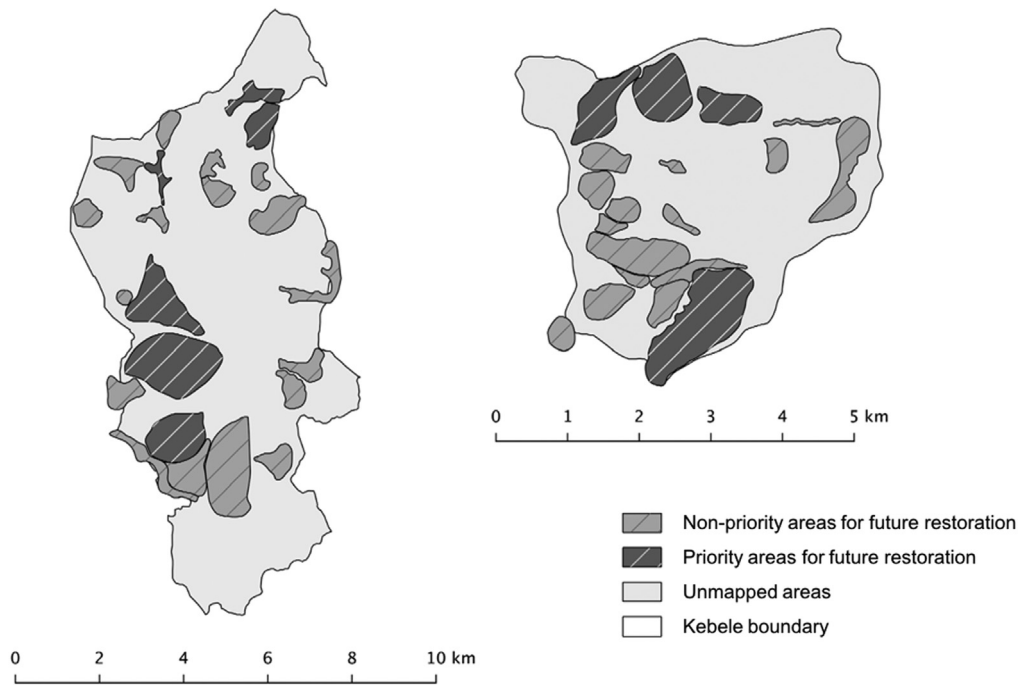 0 1 2 3 4 5 km
Non-priority areas for future restoration
Priority areas for future restoration
Unmapped areas
Kebele boundary
0 2 4 6 8 10 km